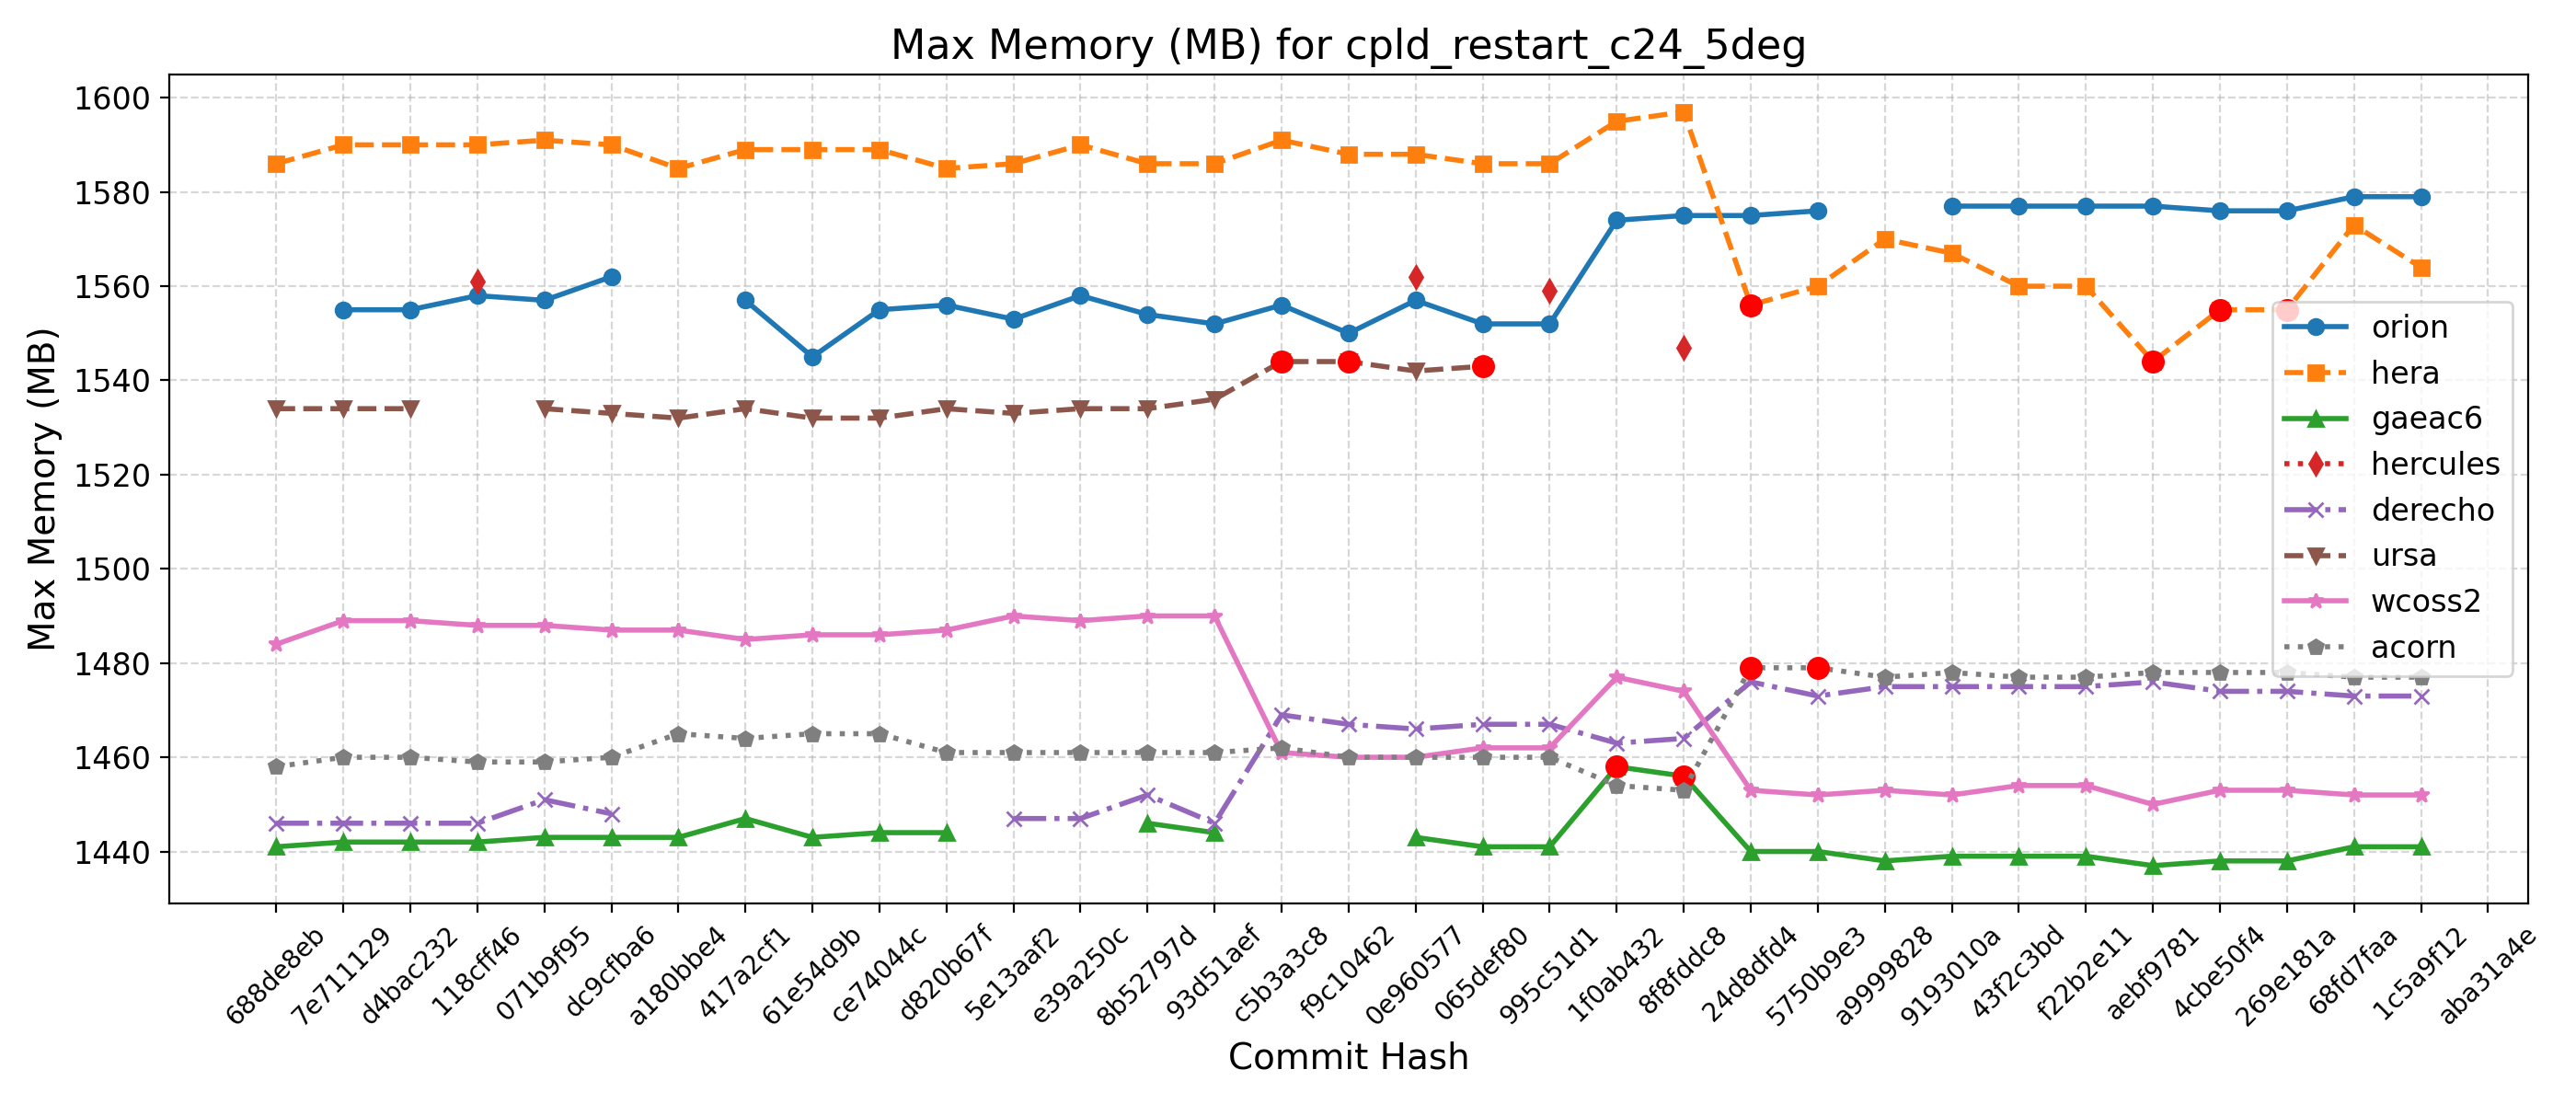 Max Memory (MB) for cpld_restart_c24_5deg
Max Memory (MB)
1600
1580
1560
1540
1520
1500
1480
1460
1440
orion
hera
gaeac6
hercules
derecho
ursa
wcoss2
acorn
688de8eb
7e711129
d4bac232
118cff46
071b9f95
dc9cfba6
a180bbe4
417a2cf1
61e54d9b
ce74044c
d820b67f
5e13aaf2
e39a250c
8b52797d
93d51aef
c5b3a3c8
f9c10462
0e960577
065def80
995c51d1
1f0ab432
8f8fddc8
24d8dfd4
5750b9e3
a9999828
9193010a
43f2c3bd
f22b2e11
aebf9781
4cbe50f4
269e181a
68fd7faa
1c5a9f12
aba31a4e
Commit Hash